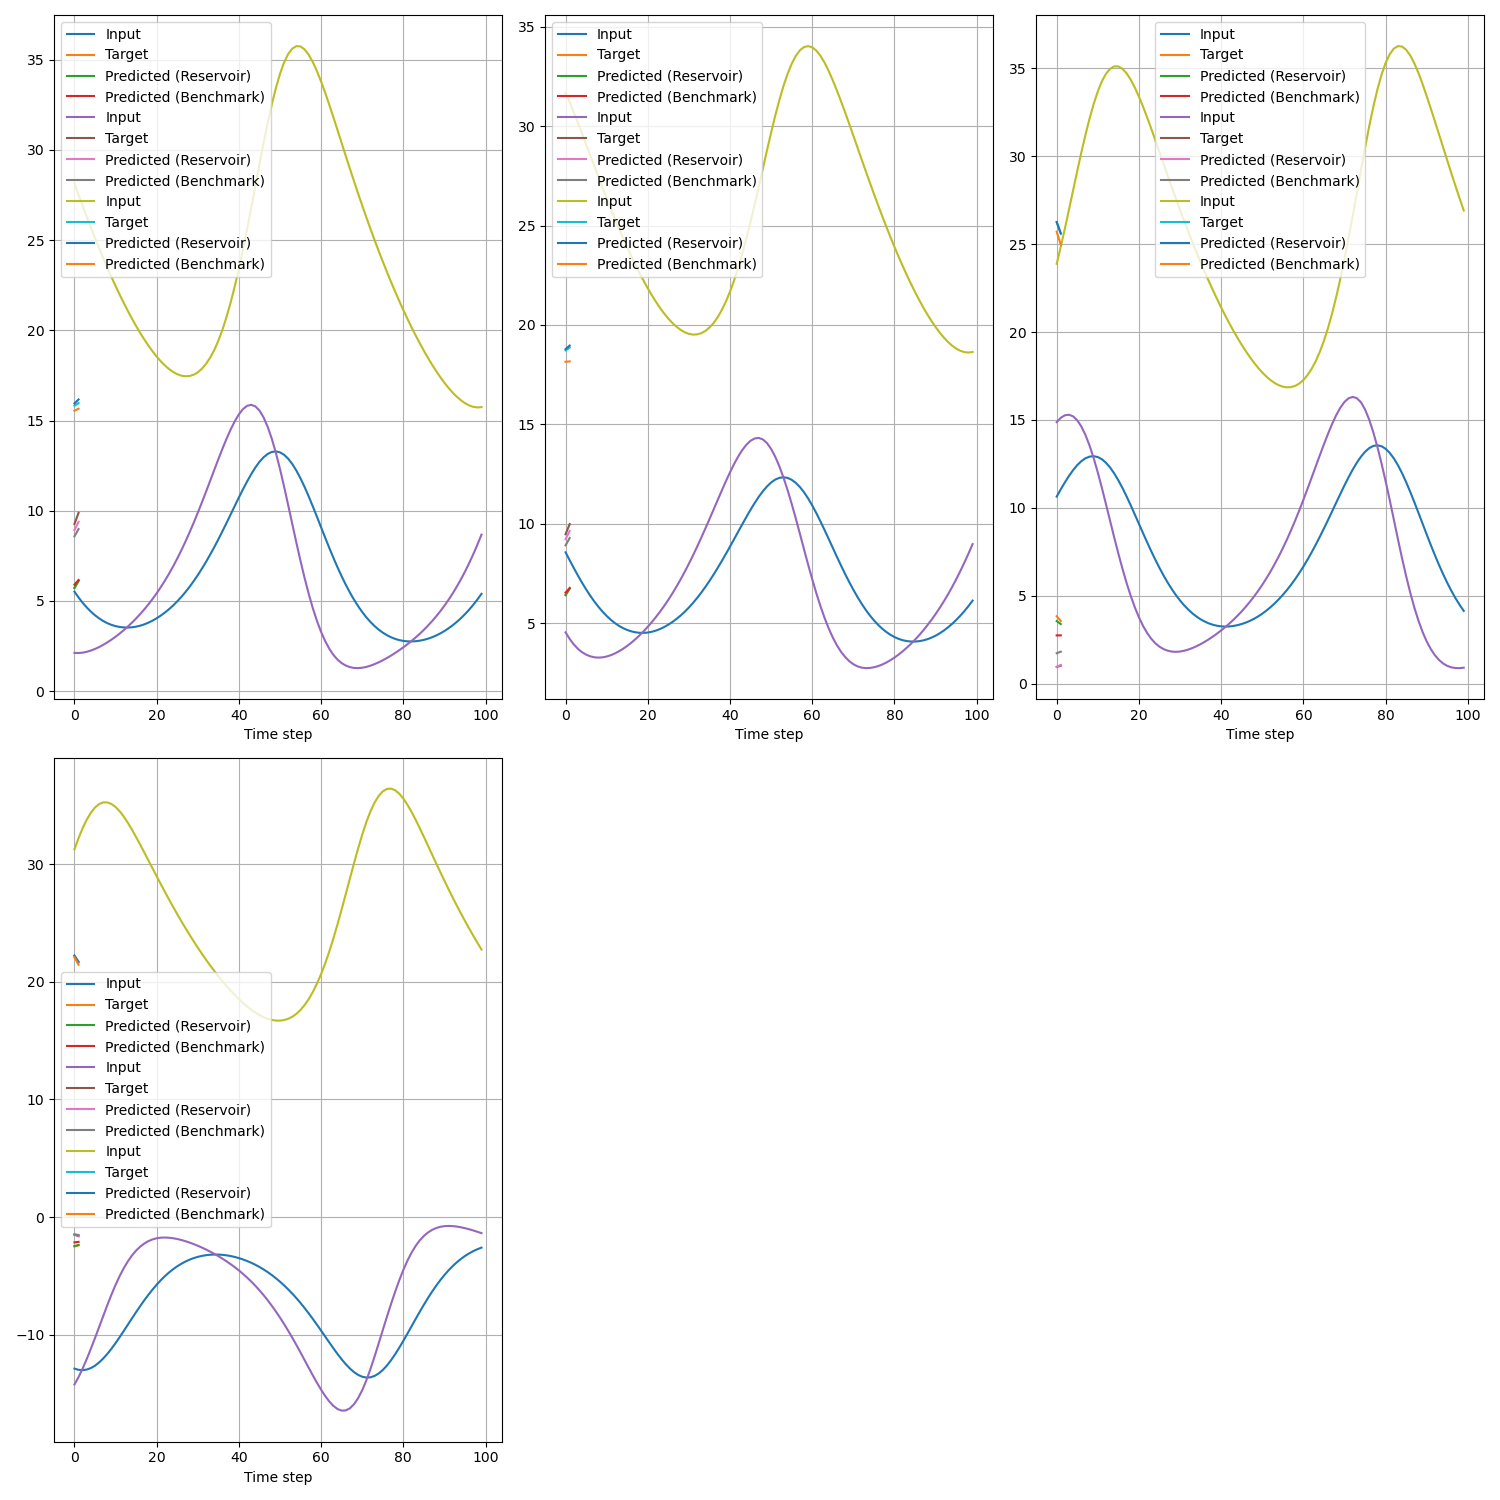 35
30
25
20
15
10
5
0
Input
Target
Predicted (Reservoir)
Predicted (Benchmark)
Input
Target
Predicted (Reservoir)
Predicted (Benchmark)
Input
Target
Predicted (Reservoir)
Predicted (Benchmark)
0 20 40 60 80 100
Time step
35
30
25
20
15
10
5
Input
Target
Predicted (Reservoir)
Predicted (Benchmark)
Input
Target
Predicted (Reservoir)
Predicted (Benchmark)
Input
Target
Predicted (Reservoir)
Predicted (Benchmark)
0 20 40 60 80 100
Time step
35
30
25
20
15
10
5
0
Input
Target
Predicted (Reservoir)
Predicted (Benchmark)
Input
Target
Predicted (Reservoir)
Predicted (Benchmark)
Input
Target
Predicted (Reservoir)
Predicted (Benchmark)
0 20 40 60 80 100
Time step
30
20
10
0
−10
Input
Target
Predicted (Reservoir)
Predicted (Benchmark)
Input
Target
Predicted (Reservoir)
Predicted (Benchmark)
Input
Target
Predicted (Reservoir)
Predicted (Benchmark)
0 20 40 60 80 100
Time step